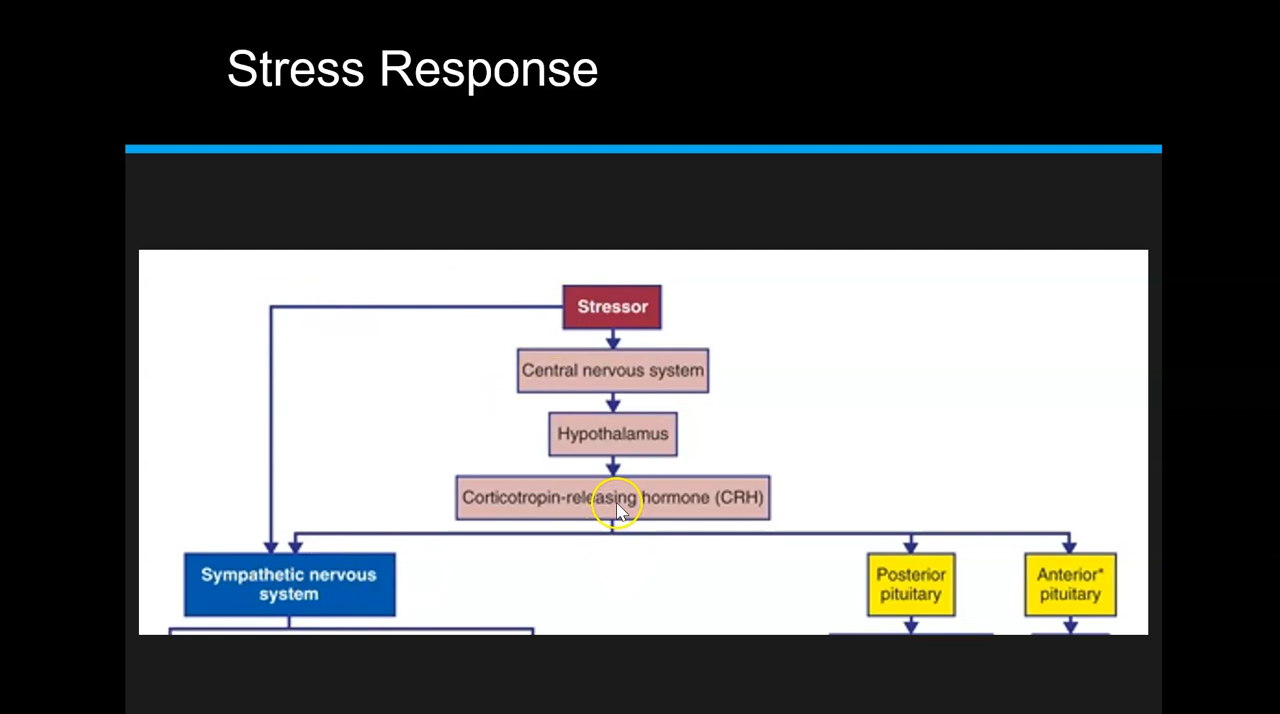 Stress Response
Stressor
Central nervous system
Hypothalamus
Corticotropin-releasing hormone (CRH)
Sympathetic nervous
system
Posterior
pituitary
Anterior*
pituitary